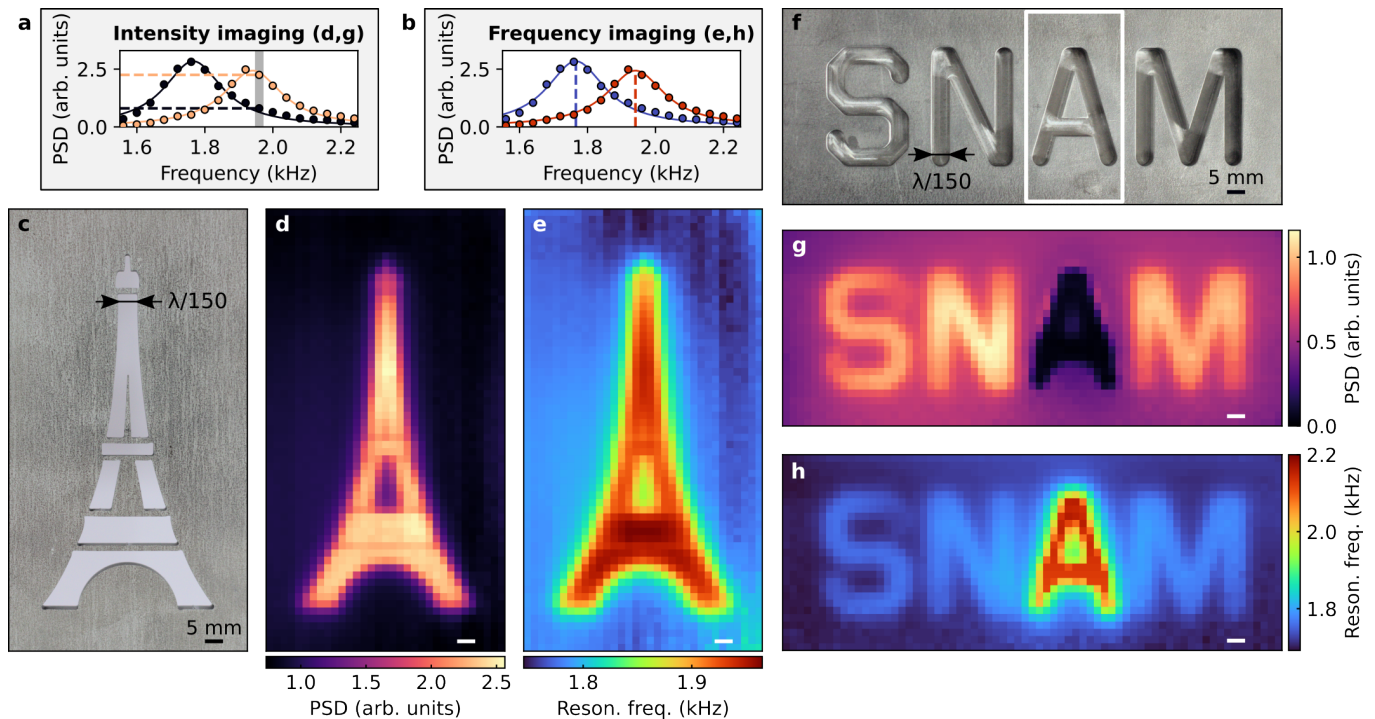 a
Intensity imaging (d,g)
PSD (arb. units)
2.5
0.0
1.6 1.8 2.0 2.2
Frequency (kHz)
b
Frequency imaging (e,h)
PSD (arb. units)
2.5
0.0
1.6 1.8 2.0 2.2
Frequency (kHz)
c
λ/150
5 mm
d
1.0 1.5 2.0 2.5
PSD (arb. units)
e
1.8 1.9
Reson. freq. (kHz)
f
SNAM
λ/150
5 mm
g
SNAM
1.0
0.5
0.0
PSD (arb. units)
h
SNAM
2.2
2.0
1.8
Reson. freq. (kHz)